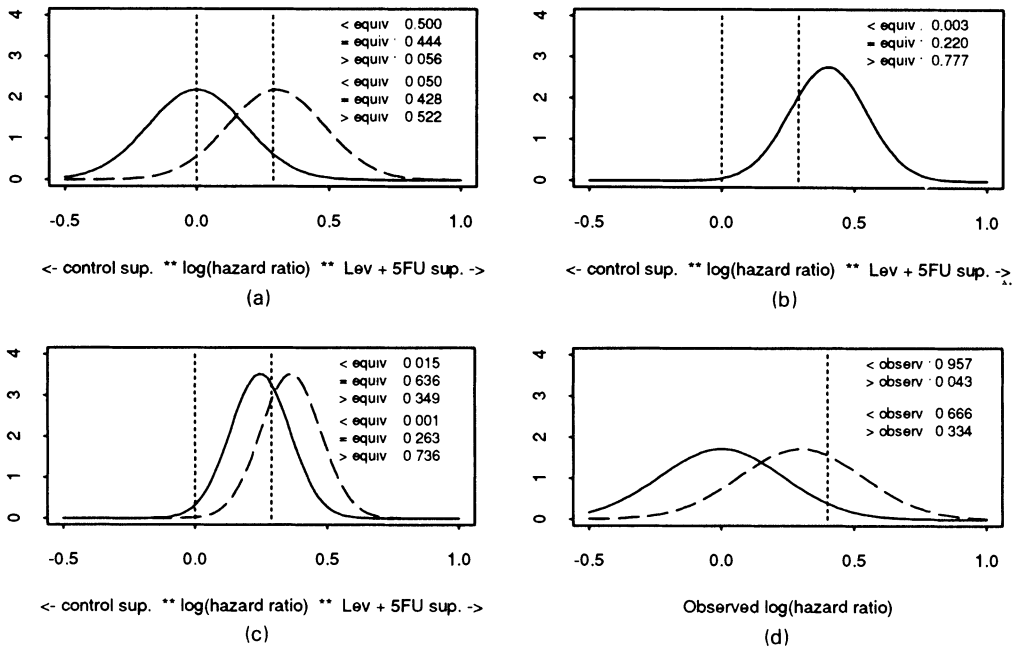 4
3
2
1
0
< equiv 0.500
= equiv 0 444
> equiv · 0 056
< equiv 0 050
= equiv 0 428
> equiv 0 522
-0.5 0.0 0.5 1.0
<- control sup. ** log(hazard ratio) ** Lev + 5FU sup. ->
(a)
4
3
2
1
0
< equiv . 0.003
= equiv · 0.220
> equiv · 0.777
-0.5 0.0 0.5 1.0
<- control sup. ** log(hazard ratio) ** Lev + 5FU sup. ->
(b)
4
3
2
1
0
< equiv 0 015
= equiv 0 636
> equiv 0 349
< equiv 0 001
= equiv 0 263
> equiv 0 736
-0.5 0.0 0.5 1.0
<- control sup. ** log(hazard ratio) ** Lev + 5FU sup. ->
(c)
4
3
2
1
0
< observ · 0 957
> observ 0 043
< observ 0 666
> observ 0 334
-0.5 0.0 0.5 1.0
Observed log(hazard ratio)
(d)